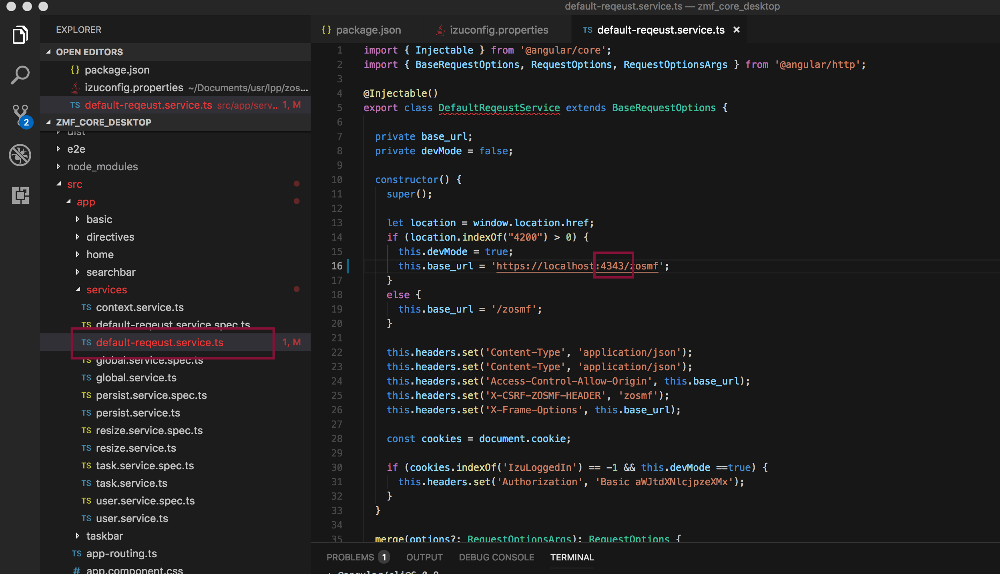 default-reqeust.service.ts — zmf_core_desktop
EXPLORER
OPEN EDITORS
{} package.json
izuconfig.properties ~/Documents/usr/lpp/zos...
TS default-reqeust.service.ts src/app/serv... 1, M
2
ZMF_CORE_DESKTOP
dist
e2e
node_modules
src
app
basic
directives
home
searchbar
services
TS context.service.ts
TS default-reqeust.service.spec.ts
TS default-reqeust.service.ts 1, M
TS global.service.spec.ts
TS global.service.ts
TS persist.service.spec.ts
TS persist.service.ts
TS resize.service.spec.ts
TS resize.service.ts
TS task.service.spec.ts
TS task.service.ts
TS user.service.spec.ts
TS user.service.ts
taskbar
TS app-routing.ts
# app.component.css
{} package.json
izuconfig.properties
TS default-reqeust.service.ts ×
1 import { Injectable } from '@angular/core';
2 import { BaseRequestOptions, RequestOptions, RequestOptionsArgs } from '@angular/http';
3
4 @Injectable()
5 export class DefaultReqeustService extends BaseRequestOptions {
6
7 private base_url;
8 private devMode = false;
9
10 constructor() {
11 super();
12
13 let location = window.location.href;
14 if (location.indexOf("4200") > 0) {
15 this.devMode = true;
16 this.base_url = 'https://localhost:4343/zosmf';
17 }
18 else {
19 this.base_url = '/zosmf';
20 }
21
22 this.headers.set('Content-Type', 'application/json');
23 this.headers.set('Content-Type', 'application/json');
24 this.headers.set('Access-Control-Allow-Origin', this.base_url);
25 this.headers.set('X-CSRF-ZOSMF-HEADER', 'zosmf');
26 this.headers.set('X-Frame-Options', this.base_url);
27
28 const cookies = document.cookie;
29
30 if (cookies.indexOf('IzuLoggedIn') == -1 && this.devMode ==true) {
31 this.headers.set('Authorization', 'Basic aWJtdXNlcjpzeXMx');
32 }
33 }
34
35 merge(options?: RequestOptionsArgs): RequestOptions {
PROBLEMS 1 OUTPUT DEBUG CONSOLE TERMINAL